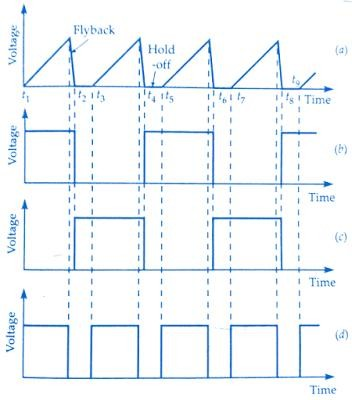 Voltage
Flyback
Hold
-off
(a)
t1 t2 t3 t4 t5 t6 t7 t8 t9 Time
Voltage
(b)
Time
Voltage
(c)
Time
Voltage
(d)
Time